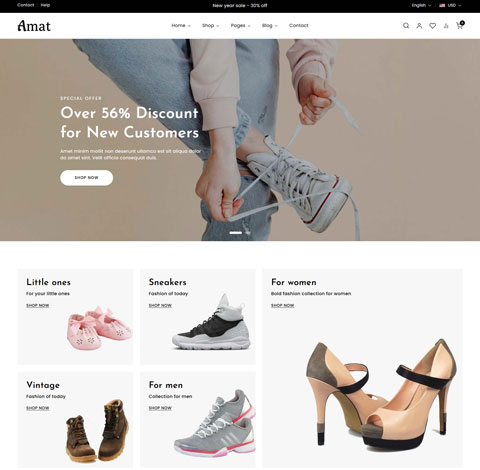 Contact Help
New year sale - 30% off
English USD
Amat
Home Shop Pages Blog Contact
0
SPECIAL OFFER
Over 56% Discount
for New Customers
Amet minim mollit non deserunt ullamco est sit aliqua dolor
do amet sint. Velit officia consequat duis.
SHOP NOW
Little ones
For your little ones
SHOP NOW
Sneakers
Fashion of today
SHOP NOW
For women
Bold fashion collection for women
SHOP NOW
Vintage
Fashion of today
SHOP NOW
For men
Collection for men
SHOP NOW